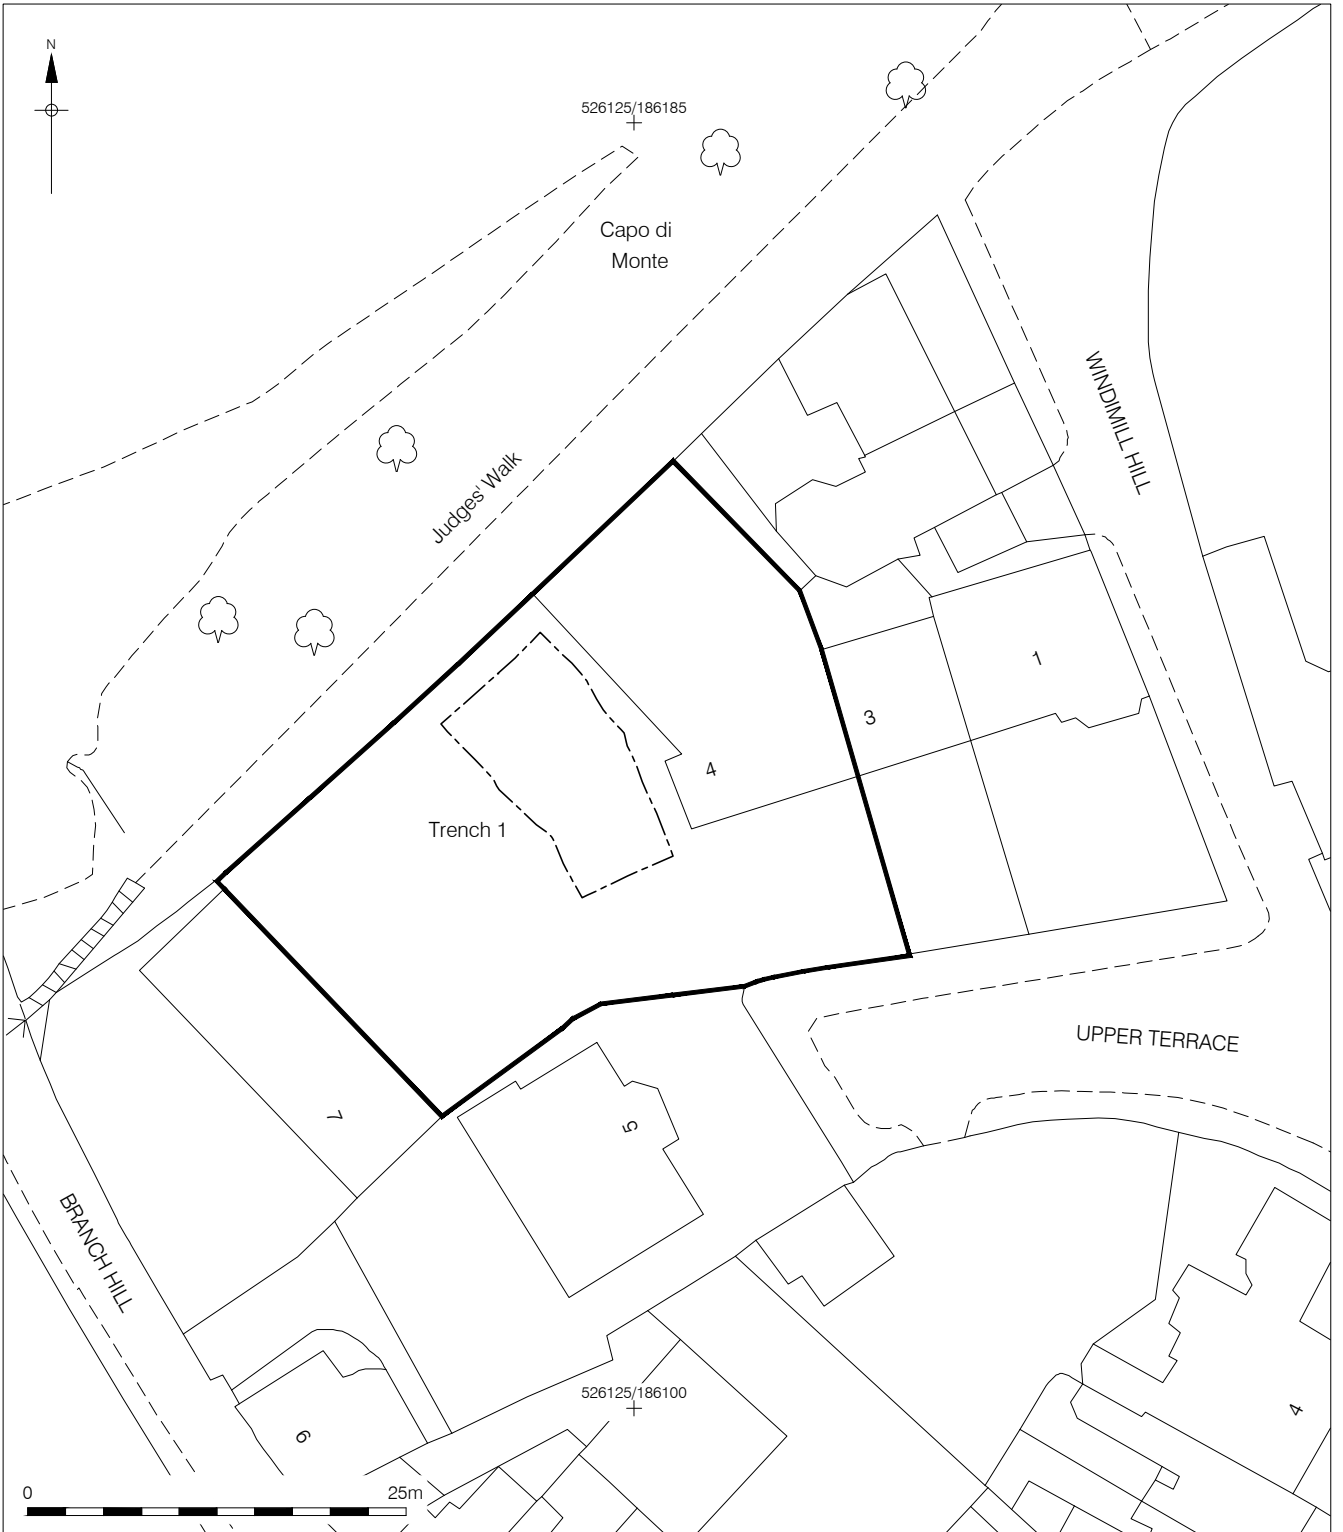 N
526125/186185
Capo di
Monte
WINDIMILL HILL
Judges' Walk
1
3
4
Trench 1
UPPER TERRACE
7
5
BRANCH HILL
526125/186100
4
6
0
25m